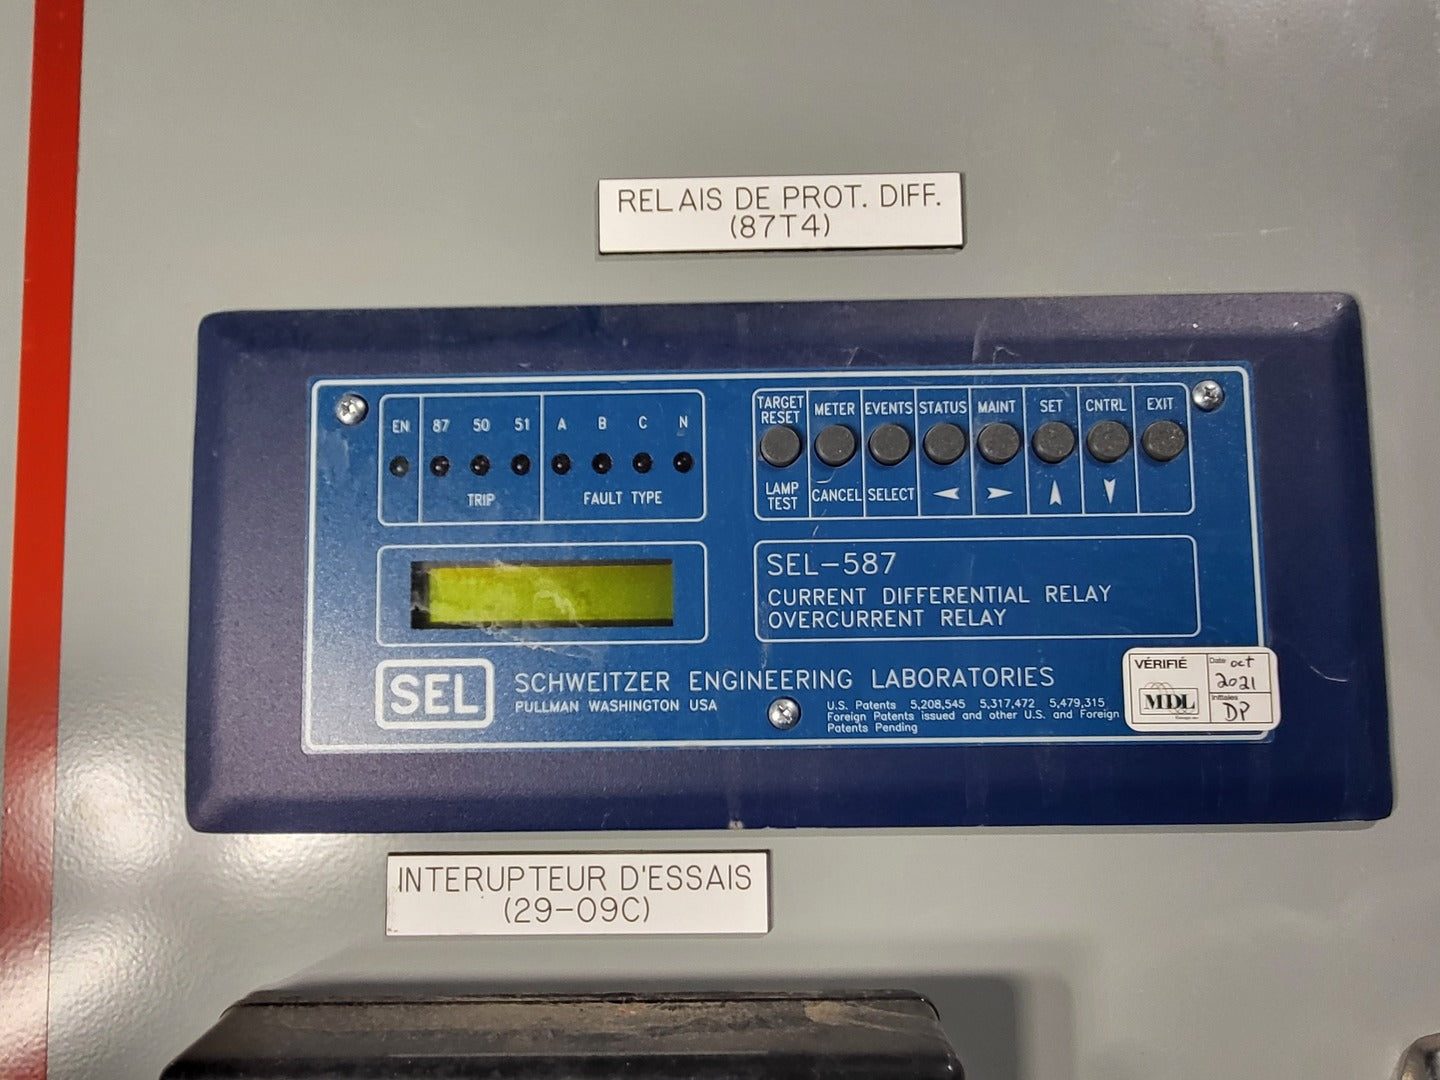 RELAIS DE PROT. DIFF.
(87T4)
EN 87 50 51 A B C N
TRIP FAULT TYPE
TARGET RESET METER EVENTS STATUS MAINT SET CNTRL EXIT
LAMP TEST CANCEL SELECT
SEL-587
CURRENT DIFFERENTIAL RELAY
OVERCURRENT RELAY
SEL
SCHWEITZER ENGINEERING LABORATORIES
PULLMAN WASHINGTON USA
U.S. Patents 5,208,545 5,317,472 5,479,315
Foreign Patents issued and other U.S. and Foreign
Patents Pending
VÉRIFIÉ
MDL
Date oct
2021
Initiales
DP
INTERUPTEUR D'ESSAIS
(29-09C)